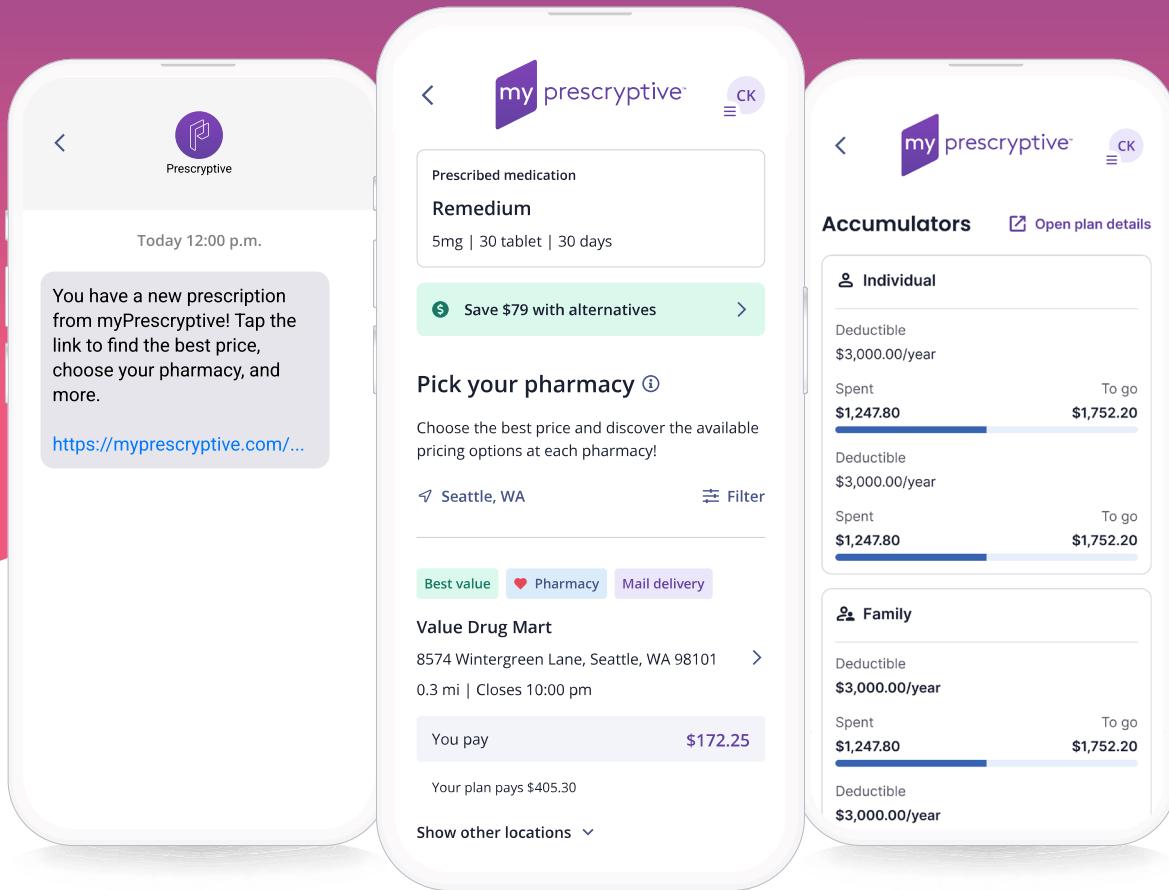 Prescryptive
Today 12:00 p.m.
You have a new prescription
from myPrescryptive! Tap the
link to find the best price,
choose your pharmacy, and
more.
https://myprescryptive.com/...
my prescryptive™
CK
Prescribed medication
Remedium
5mg | 30 tablet | 30 days
Save $79 with alternatives
Pick your pharmacy
Choose the best price and discover the available
pricing options at each pharmacy!
Seattle, WA
Filter
Best value
Pharmacy
Mail delivery
Value Drug Mart
8574 Wintergreen Lane, Seattle, WA 98101
0.3 mi | Closes 10:00 pm
You pay
$172.25
Your plan pays $405.30
Show other locations
my prescryptive™
CK
Accumulators
Open plan details
Individual
Deductible
$3,000.00/year
Spent
To go
$1,247.80
$1,752.20
Deductible
$3,000.00/year
Spent
To go
$1,247.80
$1,752.20
Family
Deductible
$3,000.00/year
Spent
To go
$1,247.80
$1,752.20
Deductible
$3,000.00/year